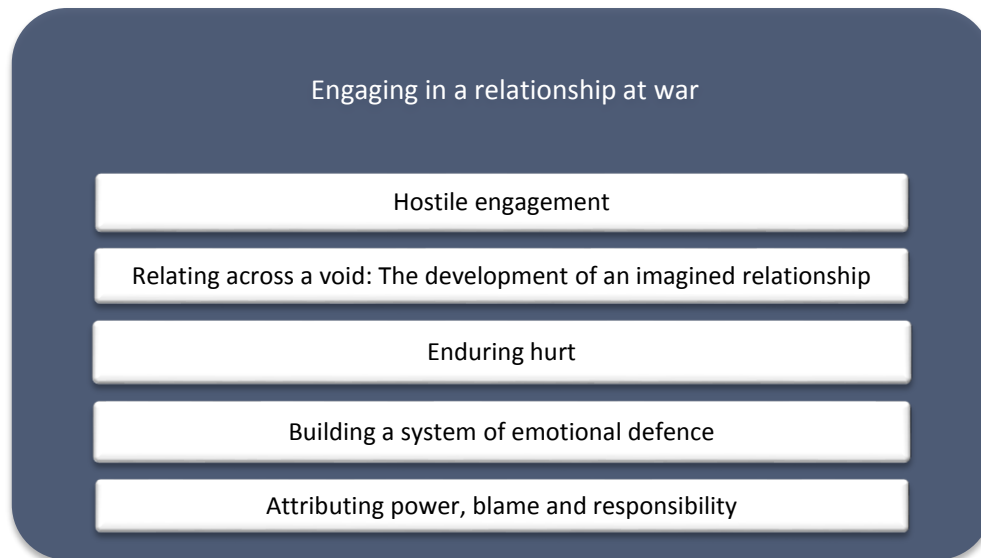 Engaging in a relationship at war
Hostile engagement
Relating across a void: The development of an imagined relationship
Enduring hurt
Building a system of emotional defence
Attributing power, blame and responsibility